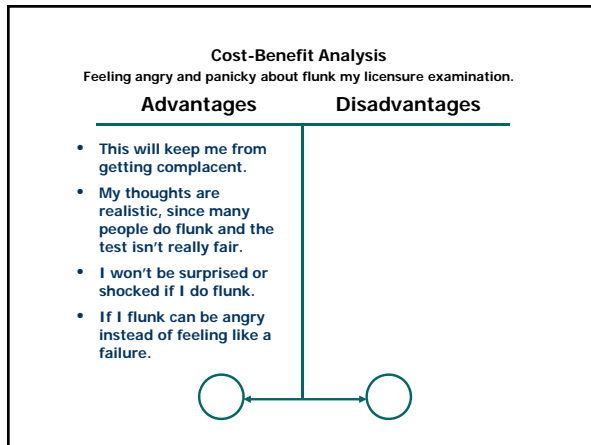 Cost-Benefit Analysis
Feeling angry and panicky about flunk my licensure examination.
Advantages
Disadvantages
• This will keep me from
getting complacent.
• My thoughts are
realistic, since many
people do flunk and the
test isn't really fair.
• I won't be surprised or
shocked if I do flunk.
• If I flunk can be angry
instead of feeling like a
failure.